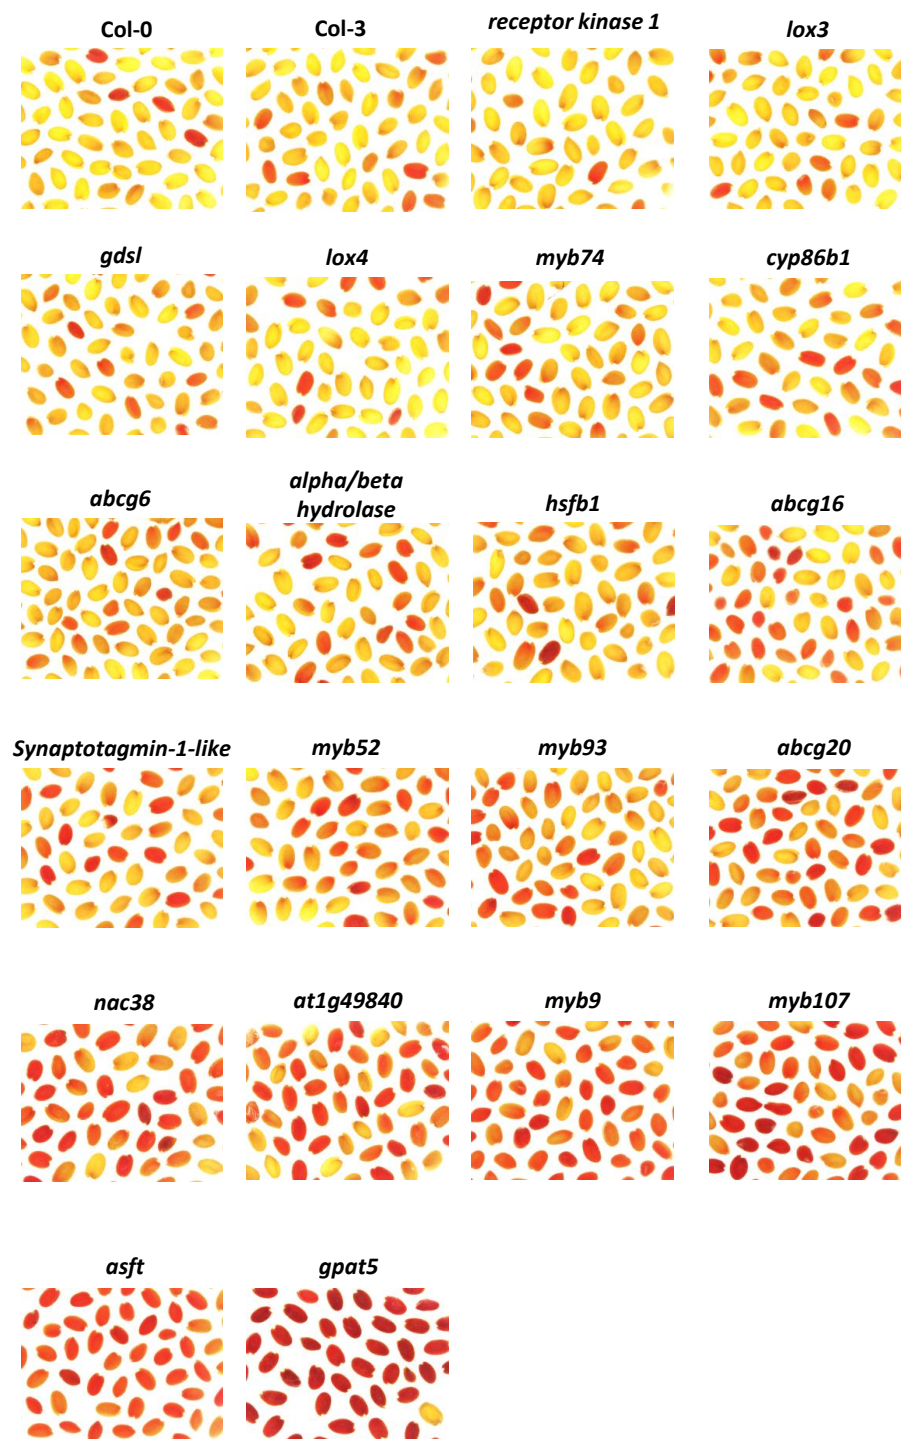 Col-0
Col-3
receptor kinase 1
lox3
gdsl
lox4
myb74
cyp86b1
abcg6
alpha/beta
hydrolase
hsfb1
abcg16
Synaptotagmin-1-like
myb52
myb93
abcg20
nac38
at1g49840
myb9
myb107
asft
gpat5